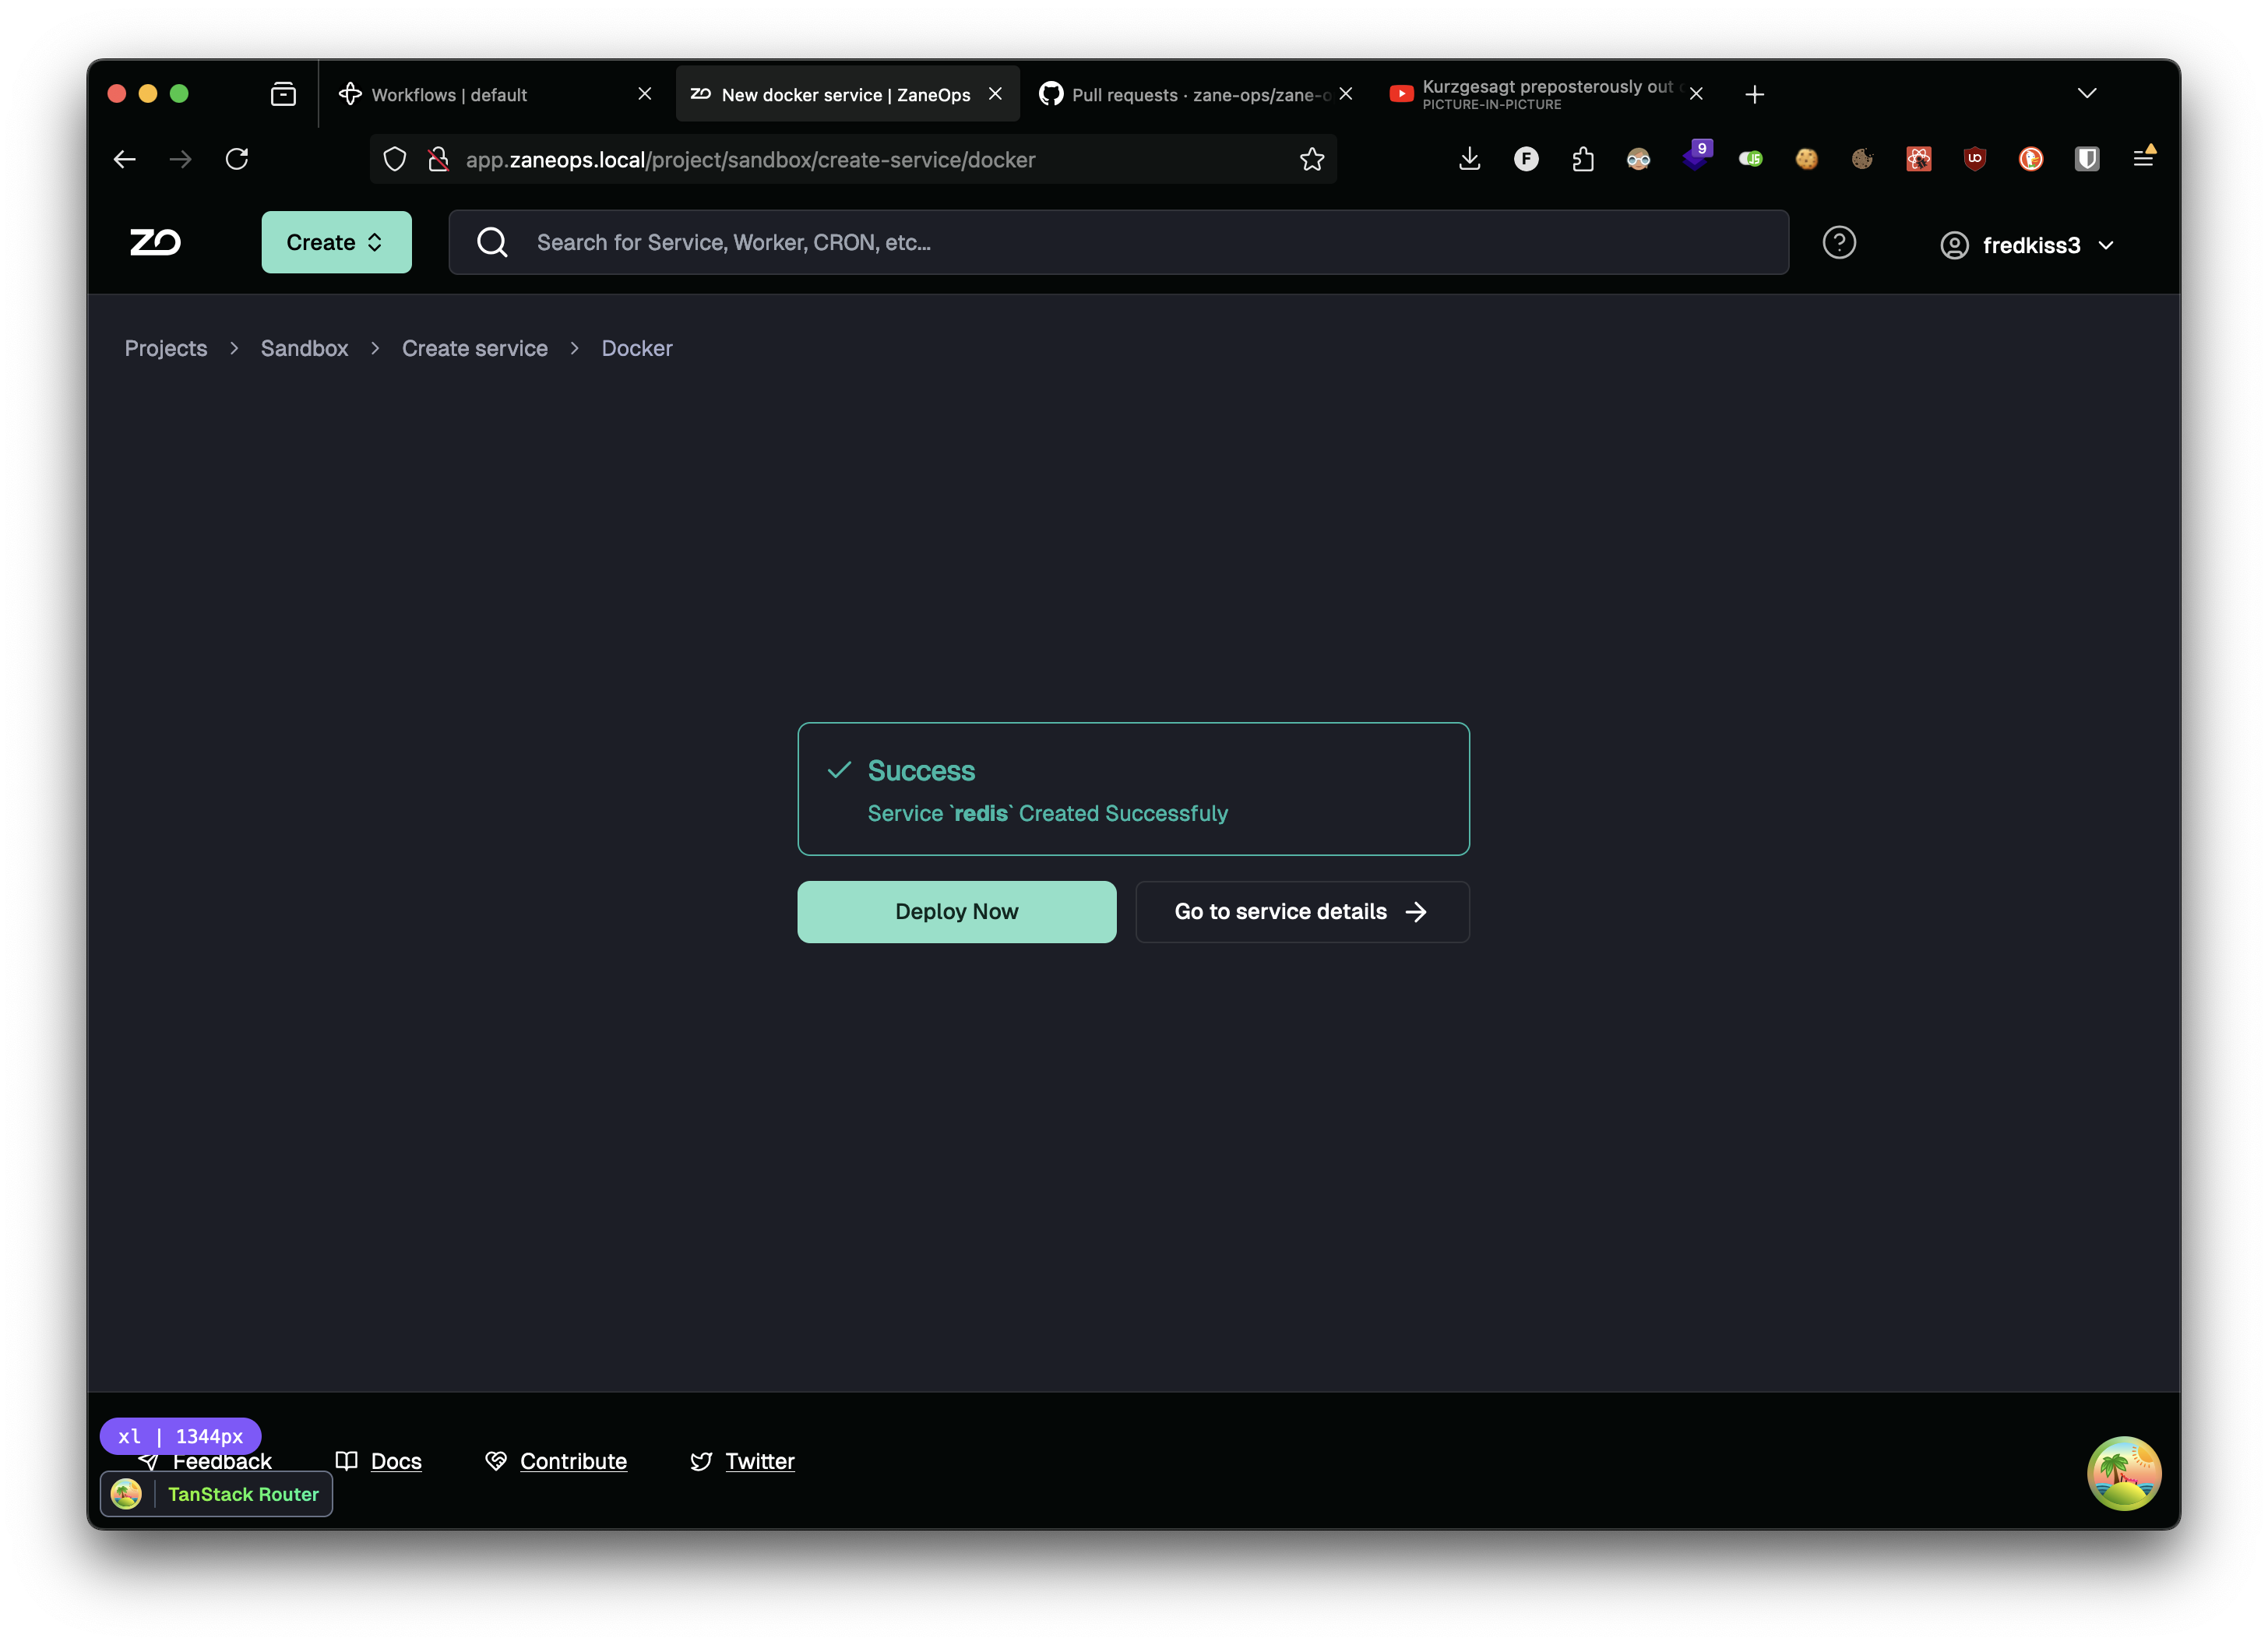 Workflows | default
New docker service | ZaneOps
Pull requests · zane-ops/zane-o
Kurzgesagt preposterously out
PICTURE-IN-PICTURE
app.zaneops.local/project/sandbox/create-service/docker
F
9
JS
UO
ZO
Create
Search for Service, Worker, CRON, etc...
?
fredkiss3
Projects
Sandbox
Create service
Docker
Success
Service `redis` Created Successfuly
Deploy Now
Go to service details
xl | 1344px
Feedback
Docs
Contribute
Twitter
TanStack Router